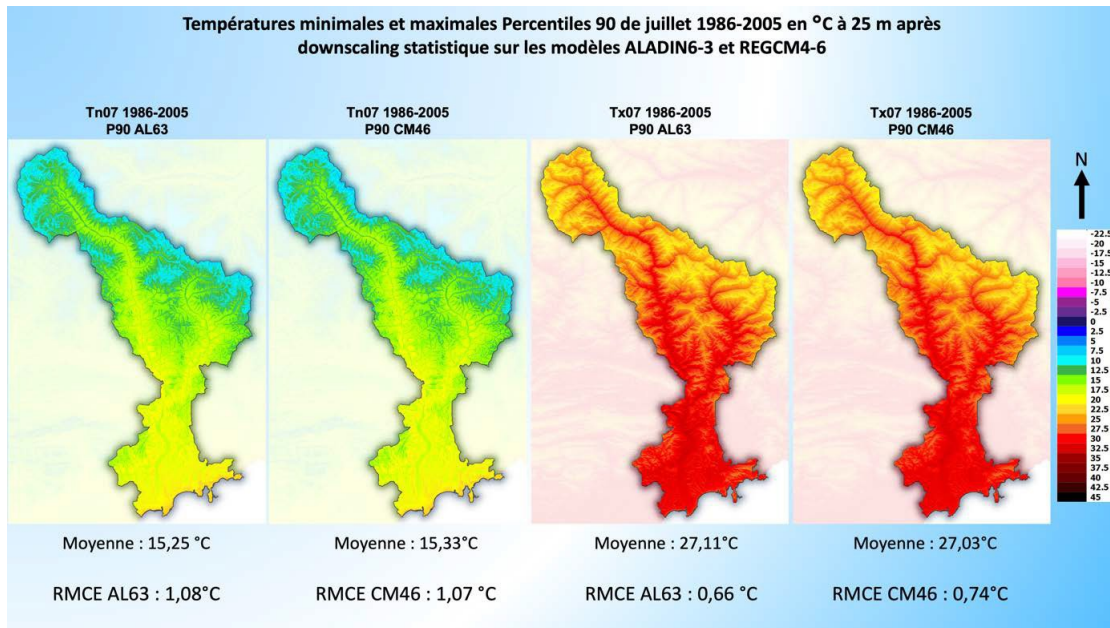 Températures minimales et maximales Percentiles 90 de juillet 1986-2005 en °C à 25 m après
downscaling statistique sur les modèles ALADIN6-3 et REGCM4-6
Tn07 1986-2005
P90 AL63
Tn07 1986-2005
P90 CM46
Tx07 1986-2005
P90 AL63
Tx07 1986-2005
P90 CM46
N
-22.5
-20
-17.5
-15
-12.5
-10
-7.5
-5
-2.5
0
2.5
5
7.5
10
12.5
15
17.5
20
22.5
25
27.5
30
32.5
35
37.5
40
42.5
45
Moyenne : 15,25 °C
Moyenne : 15,33°C
Moyenne : 27,11°C
Moyenne : 27,03°C
RMCE AL63 : 1,08°C
RMCE CM46 : 1,07 °C
RMCE AL63 : 0,66 °C
RMCE CM46 : 0,74°C